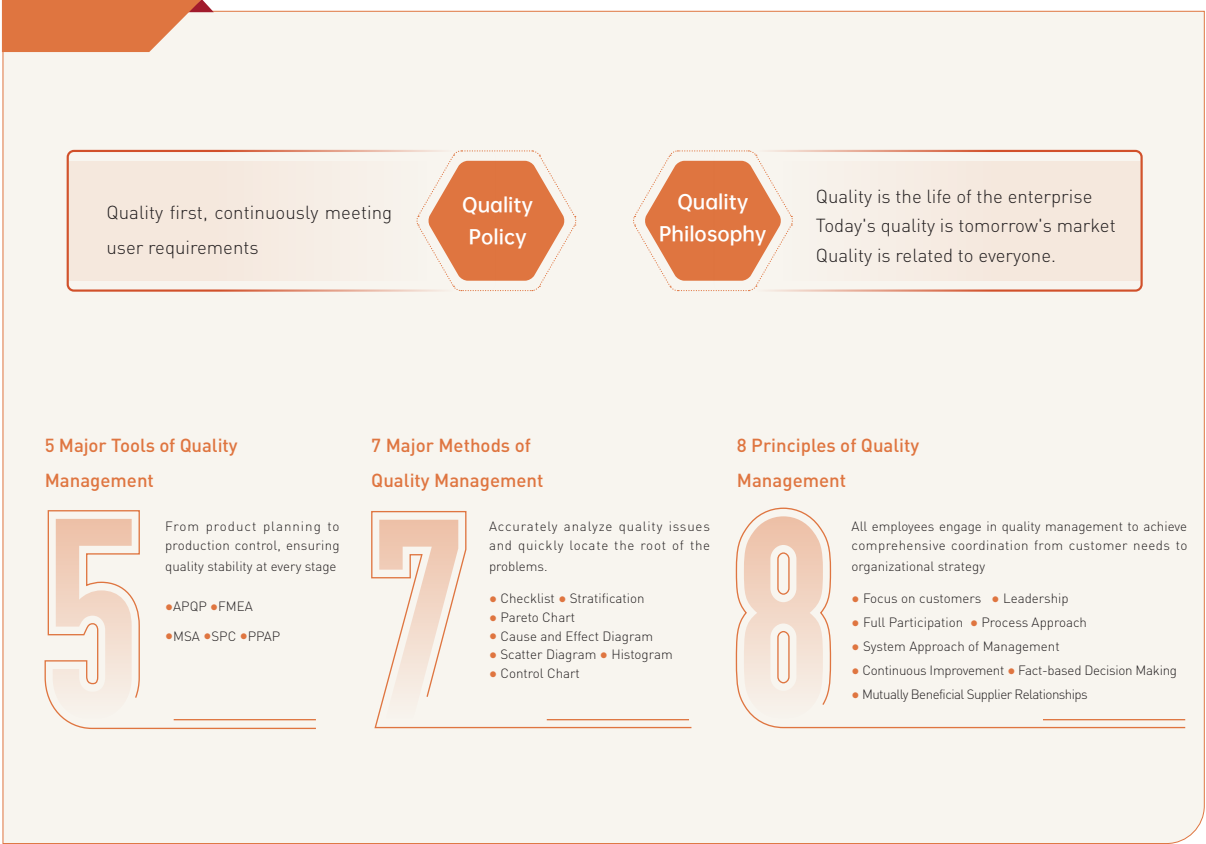 Quality first, continuously meeting
user requirements
Quality
Policy
Quality
Philosophy
Quality is the life of the enterprise
Today's quality is tomorrow's market
Quality is related to everyone.
5 Major Tools of Quality
Management
5
From product planning to
production control, ensuring
quality stability at every stage
●APQP ●FMEA
●MSA ●SPC ●PPAP
7 Major Methods of
Quality Management
7
Accurately analyze quality issues
and quickly locate the root of the
problems.
● Checklist ● Stratification
● Pareto Chart
● Cause and Effect Diagram
● Scatter Diagram ● Histogram
● Control Chart
8 Principles of Quality
Management
8
All employees engage in quality management to achieve
comprehensive coordination from customer needs to
organizational strategy
● Focus on customers ● Leadership
● Full Participation ● Process Approach
● System Approach of Management
● Continuous Improvement ● Fact-based Decision Making
● Mutually Beneficial Supplier Relationships